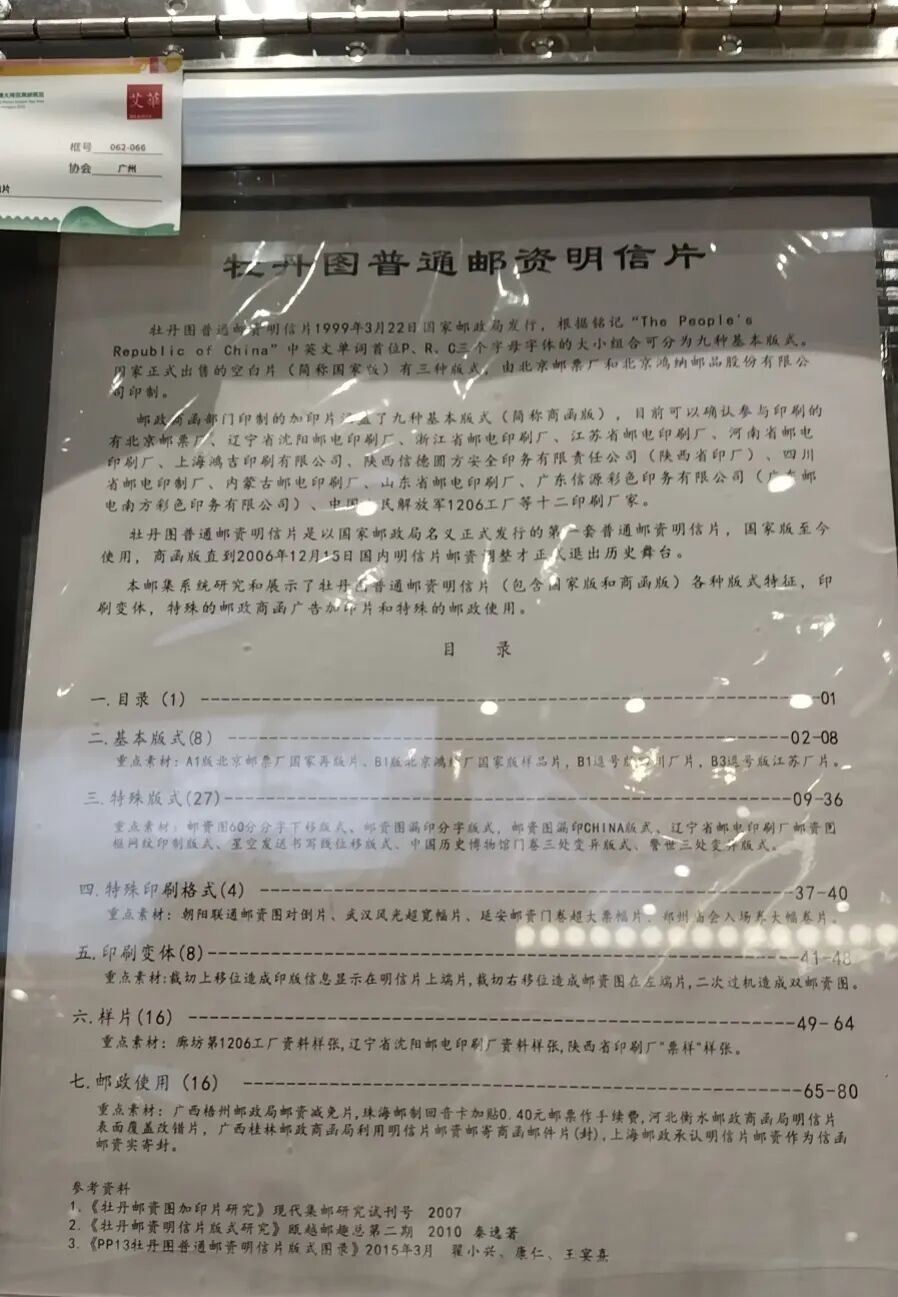 艾華
框号 062-066
协会 广州
牡丹图普通邮资明信片
牡丹图普通邮资明信片1999年3月22日国家邮政局发行，根据铭记“The People's
Republic of China”中英文单词首位P、R、C三个字母字体的大小组合可分为九种基本版式。
国家正式出售的空白片（简称国家版）有三种版式，由北京邮票厂和北京鸿纳邮品股份有限公
司印制。
邮政商函部门印制的加印片涵盖了九种基本版式（简称商函版），目前可以确认参与印刷的
有北京邮票厂、辽宁省沈阳邮电印刷厂、浙江省邮电印刷厂、江苏省邮电印刷厂、河南省邮电
印刷厂、上海鸿吉印刷有限公司、陕西信德圆方安全印务有限责任公司（陕西省印厂）、四川
省邮电印制厂、内蒙古邮电印刷厂、山东省邮电印刷厂、广东信源彩色印务有限公司（广东邮
电南方彩色印务有限公司）、中国人民解放军1206工厂等十二印刷厂家。
牡丹图普通邮资明信片是以国家邮政局名义正式发行的第一套普通邮资明信片，国家版至今
使用，商函版直到2006年12月15日国内明信片邮资调整才正式退出历史舞台。
本邮集系统研究和展示了牡丹图普通邮资明信片（包含国家版和商函版）各种版式特征，印
刷变体，特殊的邮政商函广告加印片和特殊的邮政使用。
目 录
一.目录（1） 01
二.基本版式(8) 02-08
重点素材：A1版北京邮票厂国家再版片、B1版北京鸿纳厂国家版样品片，B1逗号版四川厂片，B3逗号版江苏厂片。
三.特殊版式(27) 09-36
重点素材：邮资图60分分字下移版式、邮资图漏印分字版式，邮资图漏印CHINA版式，辽宁省邮电印刷厂邮资图
框网纹印制版式、星空发送书写线位移版式、中国历史博物馆门卷三处变异版式、警世三处变异版式。
四.特殊印刷格式(4) 37-40
重点素材：朝阳联通邮资图对倒片、武汉风光超宽幅片、延安邮资门卷超大票幅片、郑州庙会入场券大幅卷片。
五.印刷变体(8) 41-48
重点素材:裁切上移位造成印版信息显示在明信片上端片,裁切右移位造成邮资图在左端片,二次过机造成双邮资图。
六.样片(16) 49-64
重点素材：廊坊第1206工厂资料样张,辽宁省沈阳邮电印刷厂资料样张,陕西省印刷厂"票样"样张。
七.邮政使用（16） 65-80
重点素材：广西梧州邮政局邮资减免片,珠海邮制回音卡加贴0.40元邮票作手续费,河北衡水邮政商函局明信片
表面覆盖改错片，广西桂林邮政商函局利用明信片邮资邮寄商函邮件片(封),上海邮政承认明信片邮资作为信函
邮资实寄封。
参考资料
1.《牡丹邮资图加印片研究》现代集邮研究试刊号 2007
2.《牡丹邮资明信片版式研究》瓯越邮趣总第二期 2010 秦逸著
3.《PP13牡丹图普通邮资明信片版式图录》2015年3月 翟小兴、康仁、王宴熹